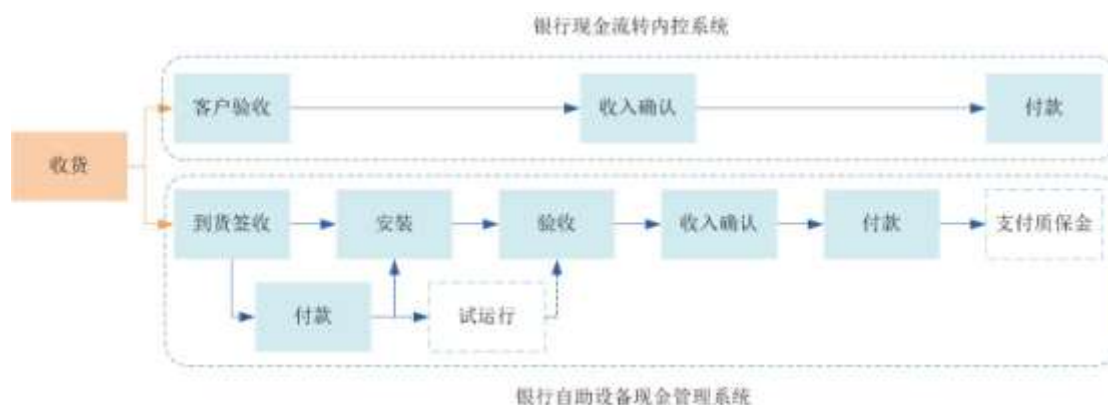 银行现金流转内控系统
客户验收
收入确认
付款
收货
到货签收
安装
验收
收入确认
付款
支付质保金
付款
试运行
银行自助设备现金管理系统